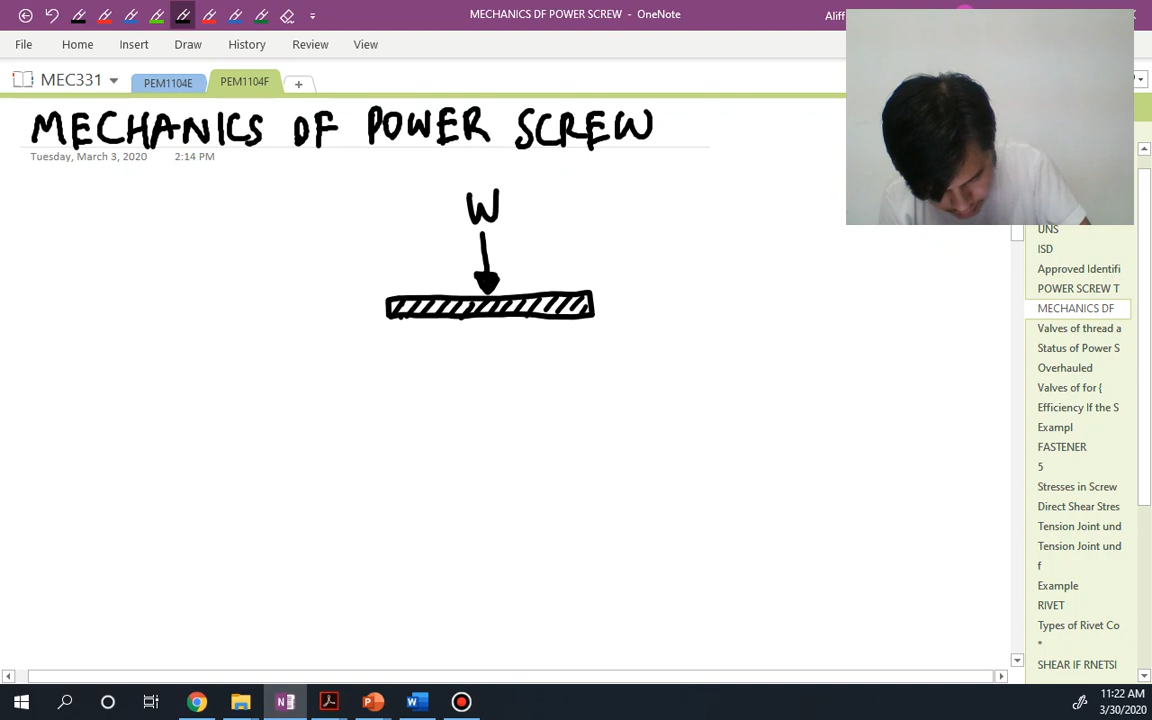 MECHANICS DF POWER SCREW - OneNote
Aliff
File Home Insert Draw History Review View
MEC331 PEM1104E PEM1104F +
MECHANICS OF POWER SCREW
Tuesday, March 3, 2020 2:14 PM
W
UNS
ISD
Approved Identifi
POWER SCREW T
MECHANICS DF
Valves of thread a
Status of Power S
Overhauled
Valves of for {
Efficiency If the S
Exampl
FASTENER
5
Stresses in Screw
Direct Shear Stres
Tension Joint und
Tension Joint und
f
Example
RIVET
Types of Rivet Co
*
SHEAR IF RNETSI
11:22 AM
3/30/2020